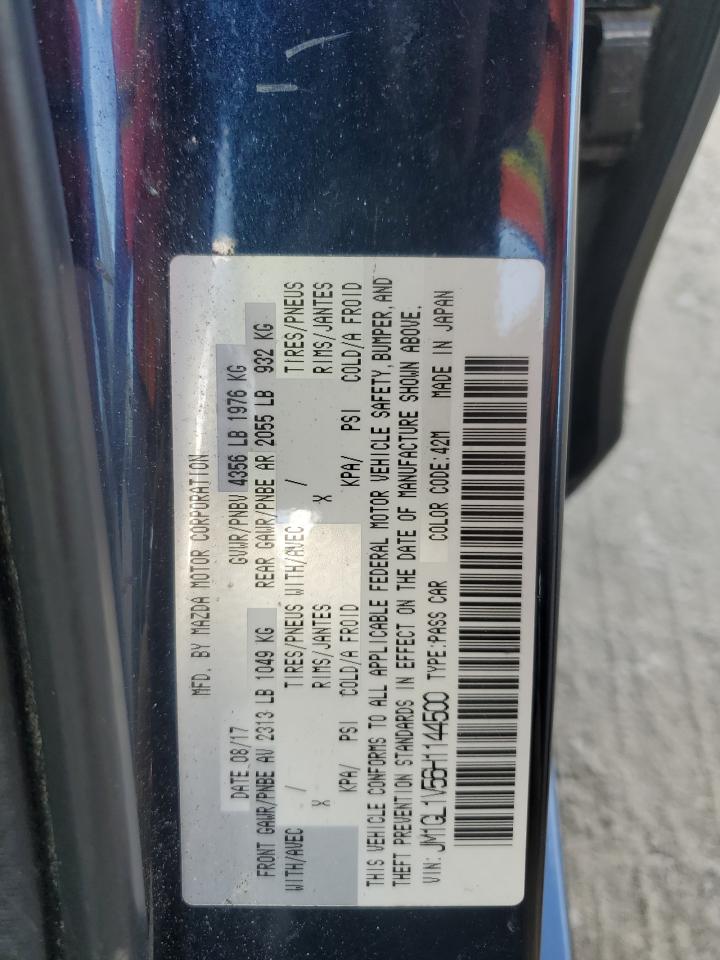 MFD. BY MAZDA MOTOR CORPORATION
DATE 08/17 GVWR/PNBV 4356 LB 1976 KG
FRONT GAWR/PNBE AV 2313 LB 1049 KG REAR GAWR/PNBE AR 2055 LB 932 KG
WITH/AVEC / TIRES/PNEUS WITH/AVEC / TIRES/PNEUS
X RIMS/JANTES X RIMS/JANTES
KPA/ PSI COLD/A FROID KPA/ PSI COLD/A FROID
THIS VEHICLE CONFORMS TO ALL APPLICABLE FEDERAL MOTOR VEHICLE SAFETY, BUMPER, AND
THEFT PREVENTION STANDARDS IN EFFECT ON THE DATE OF MANUFACTURE SHOWN ABOVE.
VIN: JM1GL1V56H1144500 TYPE:PASS CAR COLOR CODE:42M MADE IN JAPAN